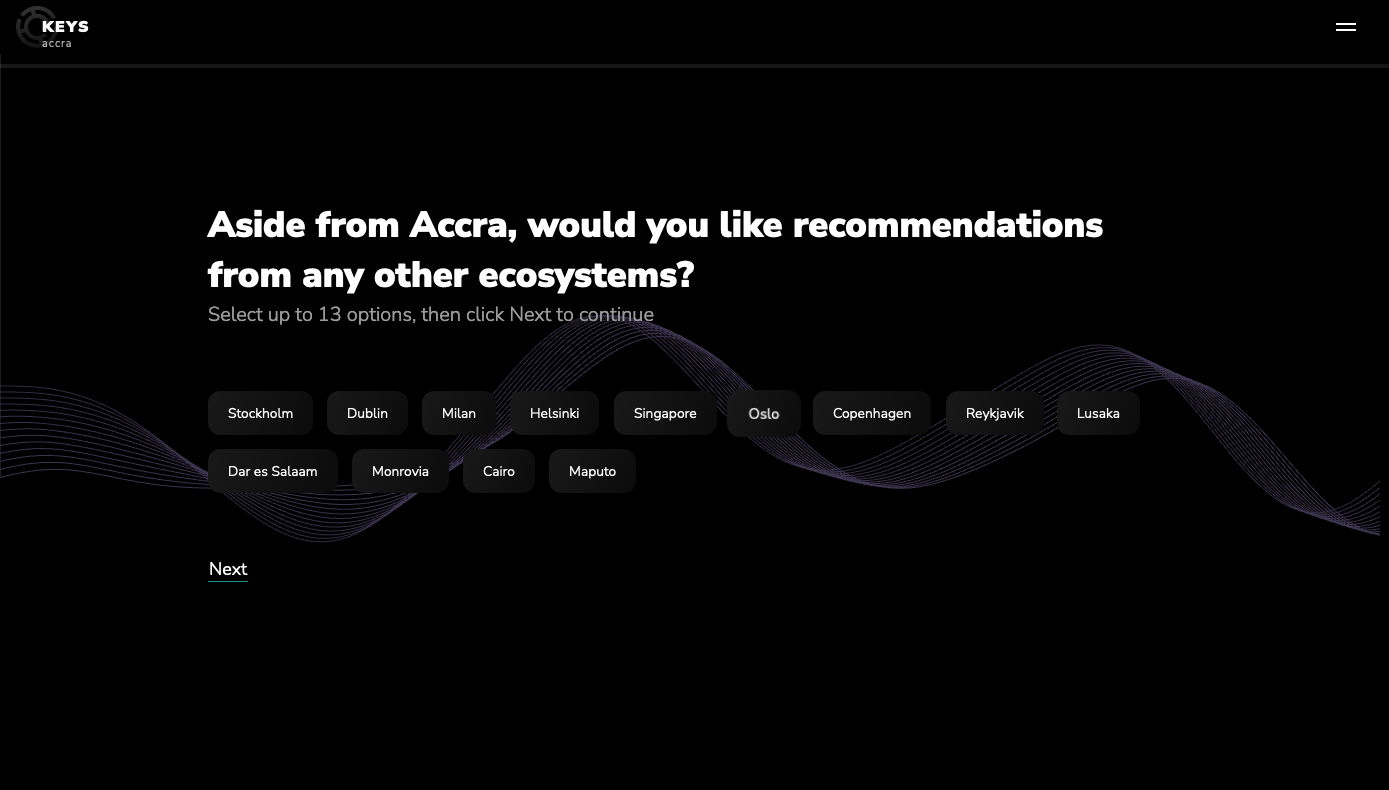 KEYS
accra
Aside from Accra, would you like recommendations
from any other ecosystems?
Select up to 13 options, then click Next to continue
Stockholm Dublin Milan Helsinki Singapore Oslo Copenhagen Reykjavik Lusaka
Dar es Salaam Monrovia Cairo Maputo
Next